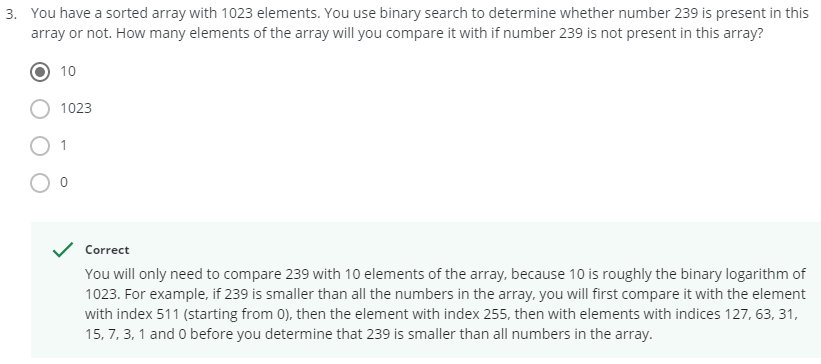 3. You have a sorted array with 1023 elements. You use binary search to determine whether number 239 is present in this
array or not. How many elements of the array will you compare it with if number 239 is not present in this array?
10
1023
1
0
Correct
You will only need to compare 239 with 10 elements of the array, because 10 is roughly the binary logarithm of
1023. For example, if 239 is smaller than all the numbers in the array, you will first compare it with the element
with index 511 (starting from 0), then the element with index 255, then with elements with indices 127, 63, 31,
15, 7, 3, 1 and 0 before you determine that 239 is smaller than all numbers in the array.